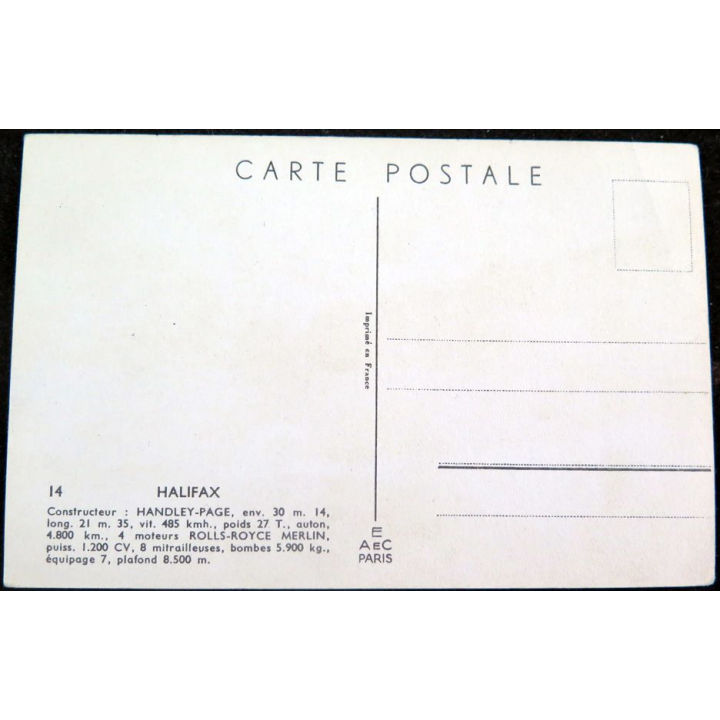 CARTE POSTALE
Imprimé en France
14 HALIFAX
Constructeur : HANDLEY-PAGE, env. 30 m. 14,
long. 21 m. 35, vit. 485 kmh., poids 27 T., auton,
4.800 km., 4 moteurs ROLLS-ROYCE MERLIN,
puiss. 1.200 CV, 8 mitrailleuses, bombes 5.900 kg.,
équipage 7, plafond 8.500 m.
E
AEC
PARIS